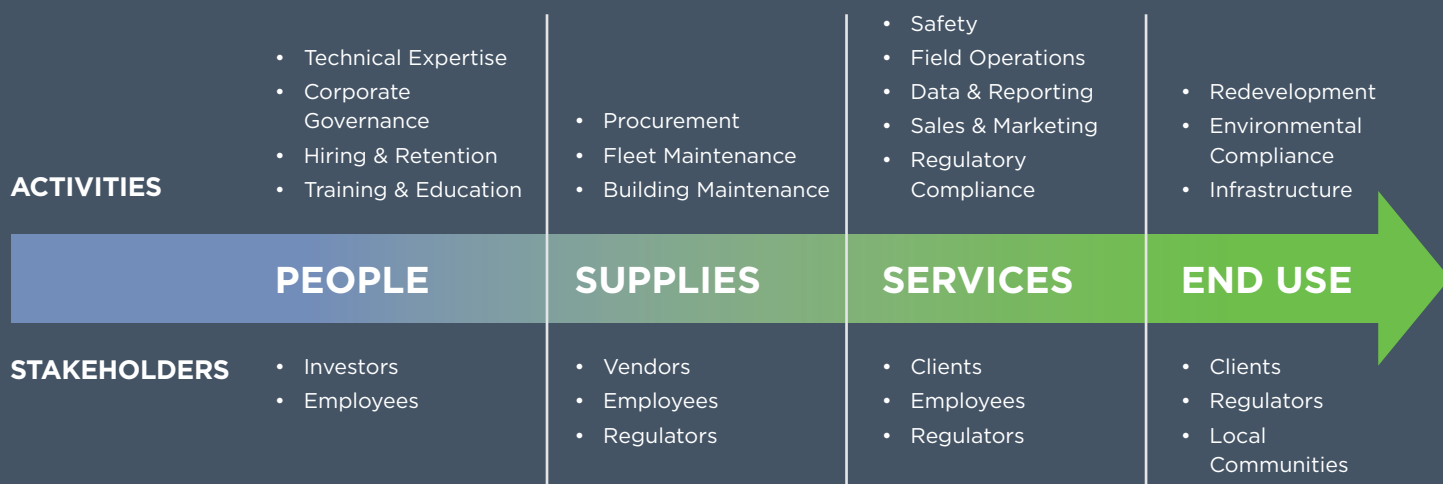 ACTIVITIES
• Technical Expertise
• Corporate
Governance
• Hiring & Retention
• Training & Education
• Procurement
• Fleet Maintenance
• Building Maintenance
• Safety
• Field Operations
• Data & Reporting
• Sales & Marketing
• Regulatory
Compliance
• Redevelopment
• Environmental
Compliance
• Infrastructure
PEOPLE
SUPPLIES
SERVICES
END USE
STAKEHOLDERS
• Investors
• Employees
• Vendors
• Employees
• Regulators
• Clients
• Employees
• Regulators
• Clients
• Regulators
• Local
Communities